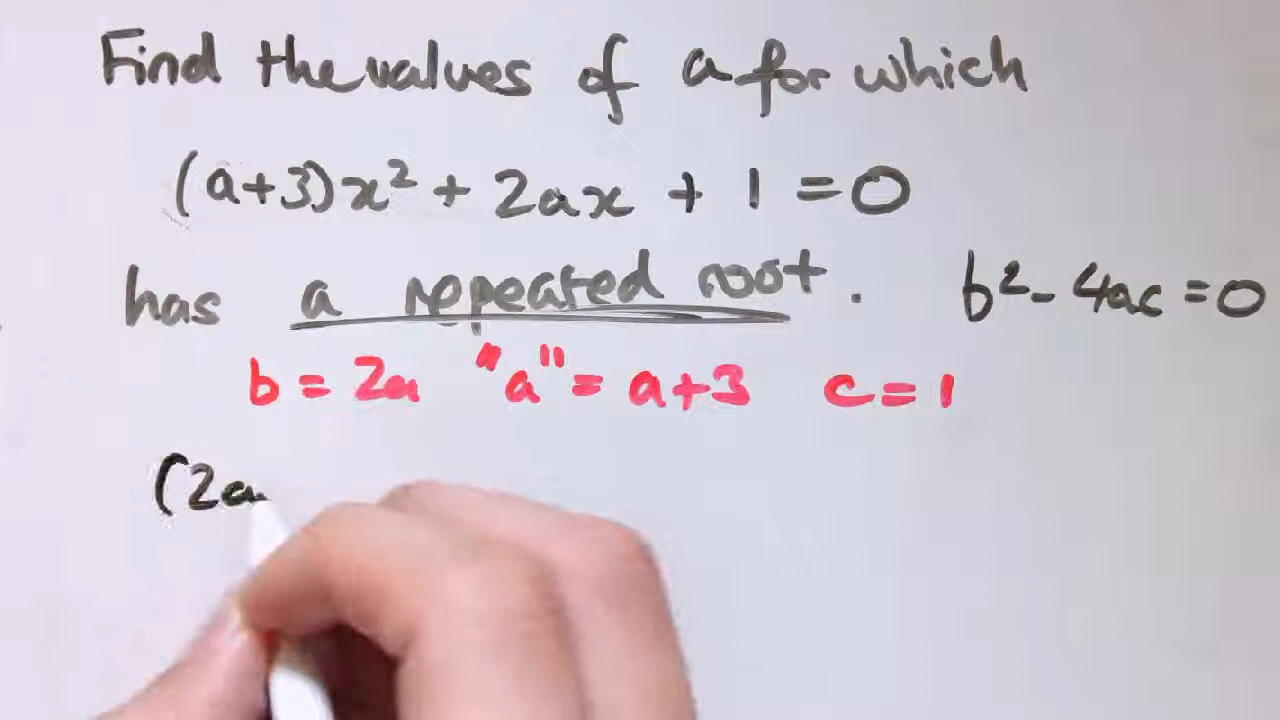 Find the values of a for which
(a+3)x² + 2ax + 1 = 0
has a repeated root. b² - 4ac = 0
b = 2a "a" = a+3 c = 1
(2a